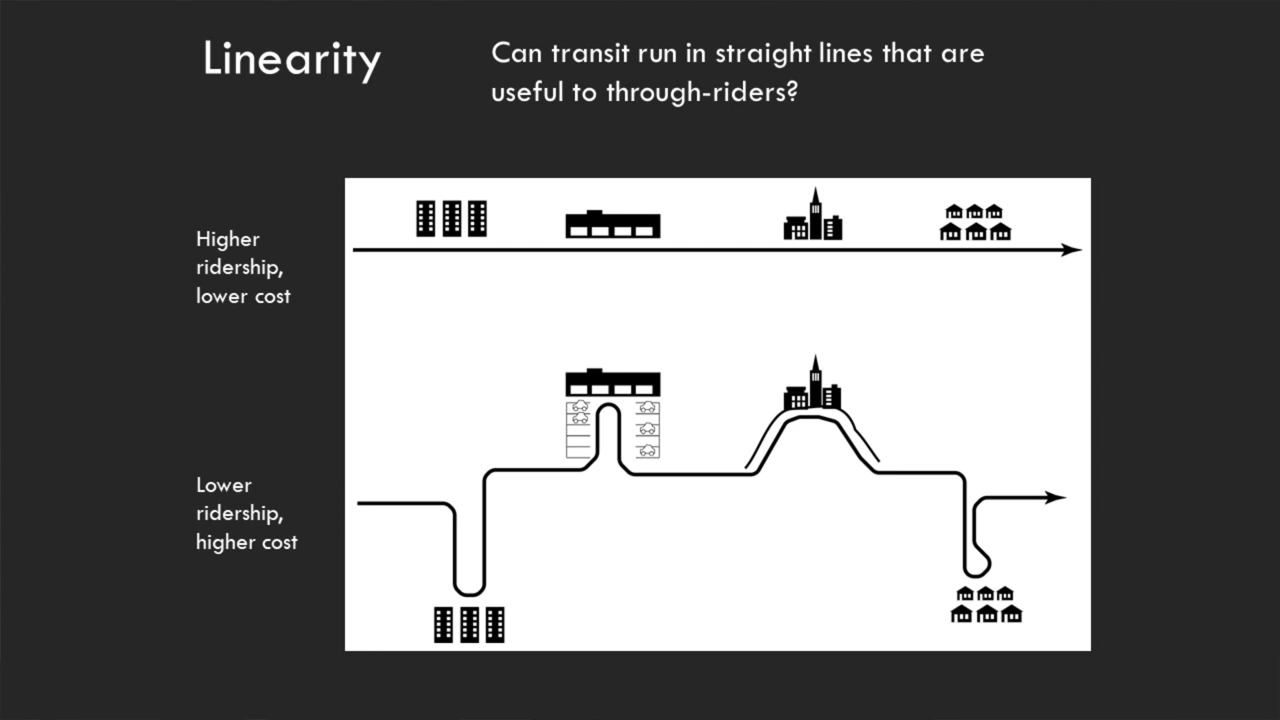 Linearity
Can transit run in straight lines that are
useful to through-riders?
Higher
ridership,
lower cost
Lower
ridership,
higher cost